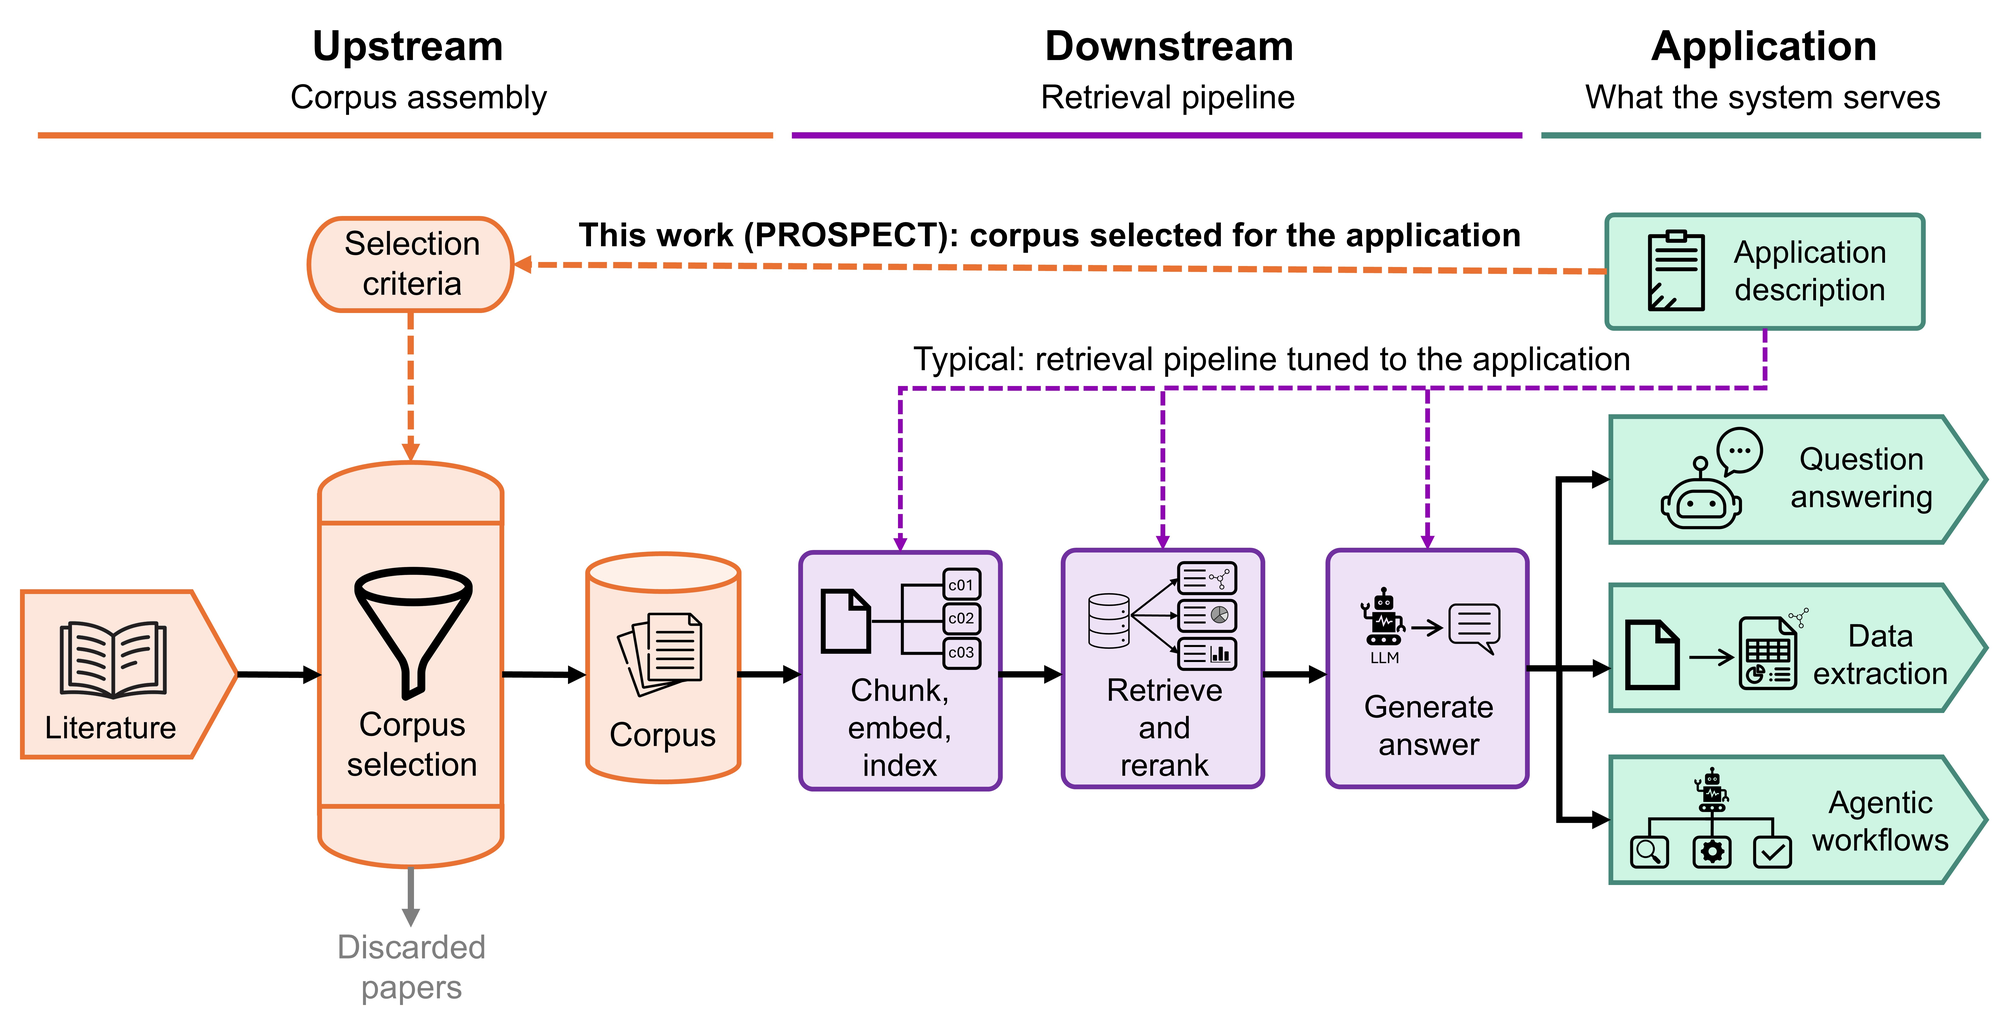 Upstream
Corpus assembly
Downstream
Retrieval pipeline
Application
What the system serves
This work (PROSPECT): corpus selected for the application
Selection
criteria
Application
description
Typical: retrieval pipeline tuned to the application
Literature
Corpus
selection
Discarded
papers
Corpus
c01
c02
c03
Chunk,
embed,
index
Retrieve
and
rerank
LLM
Generate
answer
Question
answering
Data
extraction
Agentic
workflows